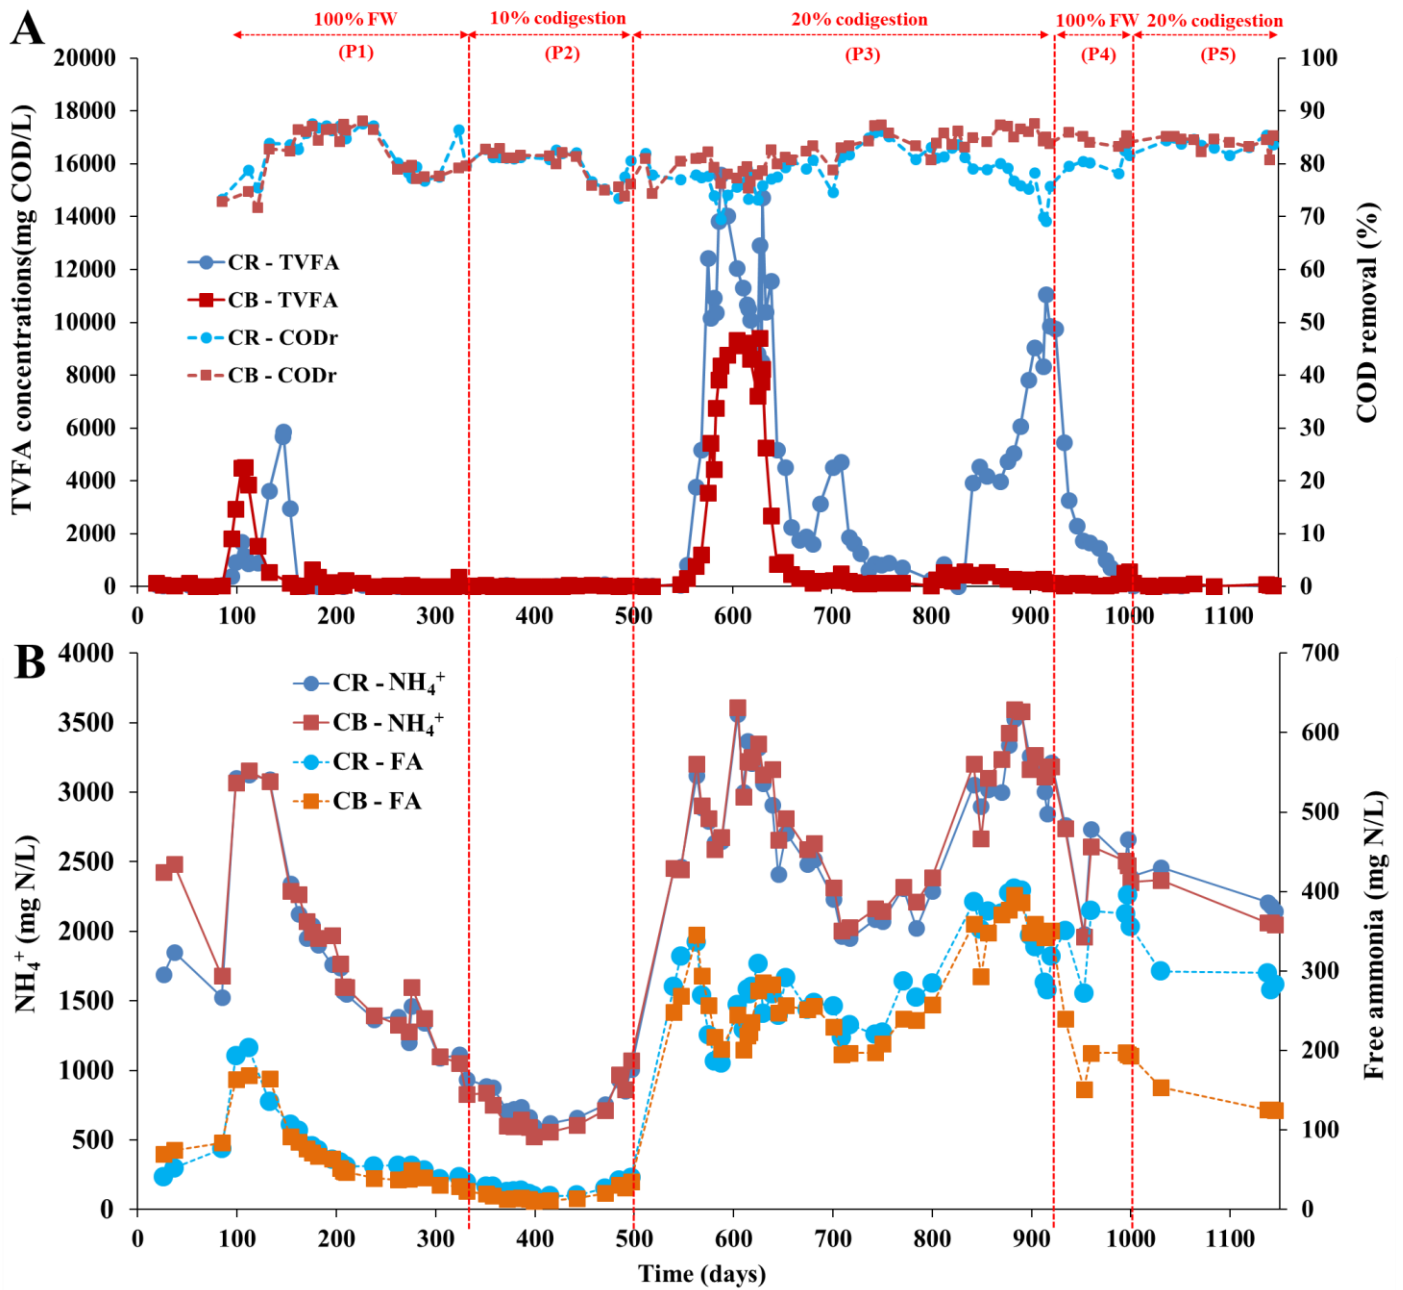 A
100% FW 10% codigestion 20% codigestion 100% FW 20% codigestion
(P1) (P2) (P3) (P4) (P5)
TVFA concentrations(mg COD/L)
20000
18000
16000
14000
12000
10000
8000
6000
4000
2000
0
CR - TVFA
CB - TVFA
CR - CODr
CB - CODr
100
90
80
70
60
50
40
30
20
10
0
COD removal (%)
0 100 200 300 400 500 600 700 800 900 1000 1100
B
NH4+ (mg N/L)
4000
3500
3000
2500
2000
1500
1000
500
0
CR - NH4+
CB - NH4+
CR - FA
CB - FA
700
600
500
400
300
200
100
0
Free ammonia (mg N/L)
0 100 200 300 400 500 600 700 800 900 1000 1100
Time (days)